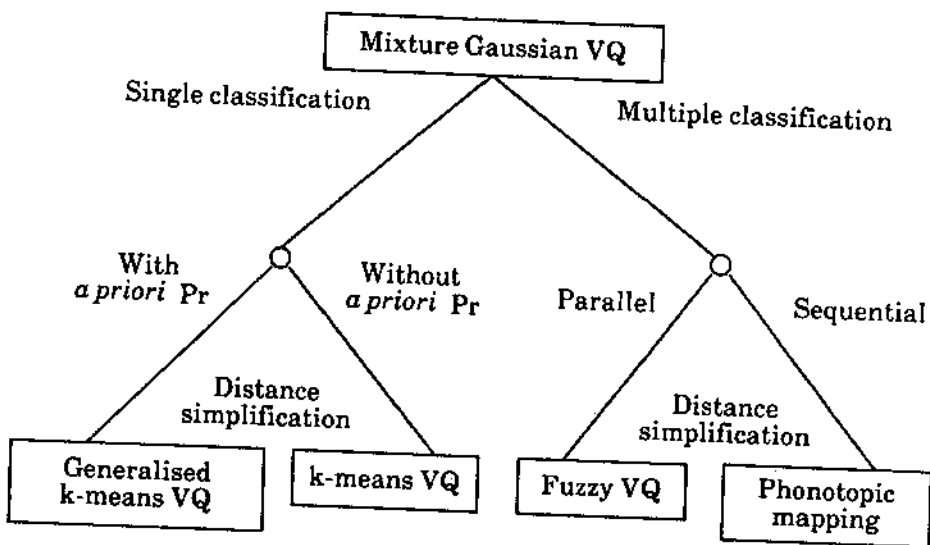 Mixture Gaussian VQ
Single classification
Multiple classification
With
a priori Pr
Without
a priori Pr
Parallel
Sequential
Distance
simplification
Distance
simplification
Generalised
k-means VQ
k-means VQ
Fuzzy VQ
Phonotopic
mapping